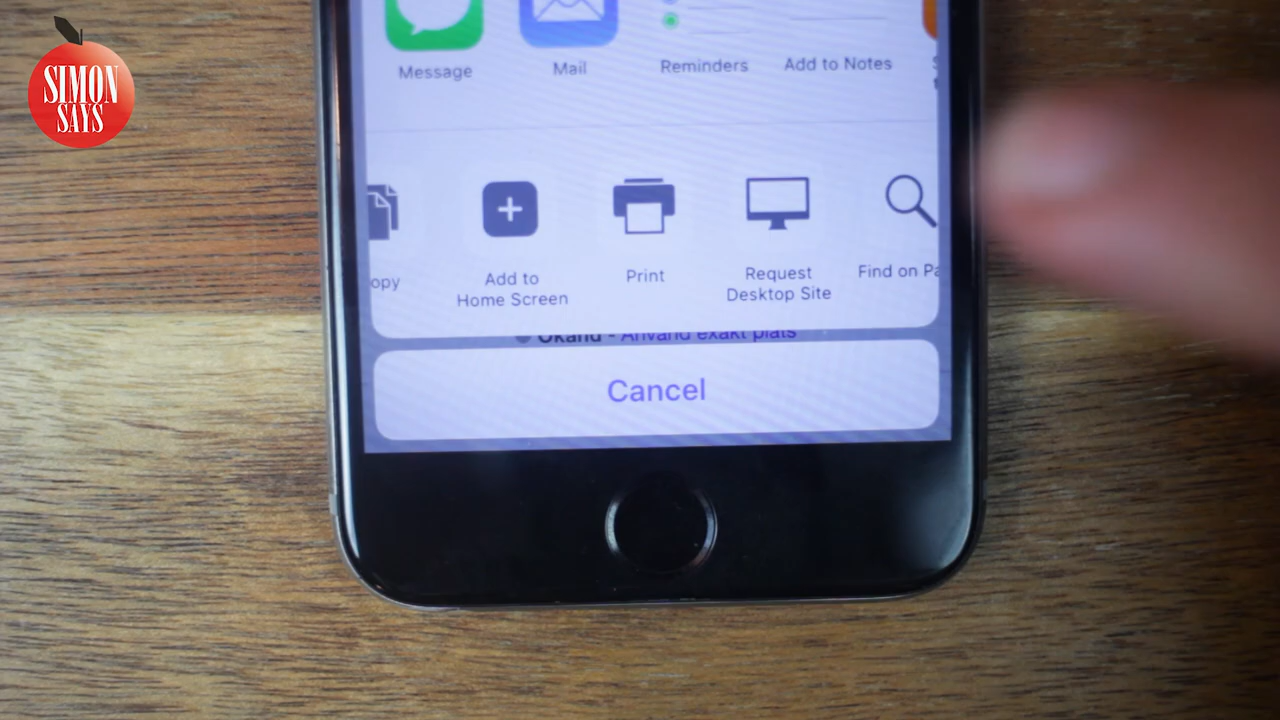 SIMON
SAYS
Message
Mail
Reminders
Add to Notes
opy
Add to
Home Screen
Print
Request
Desktop Site
Find on Pa
Okänd - Använd exakt plats
Cancel